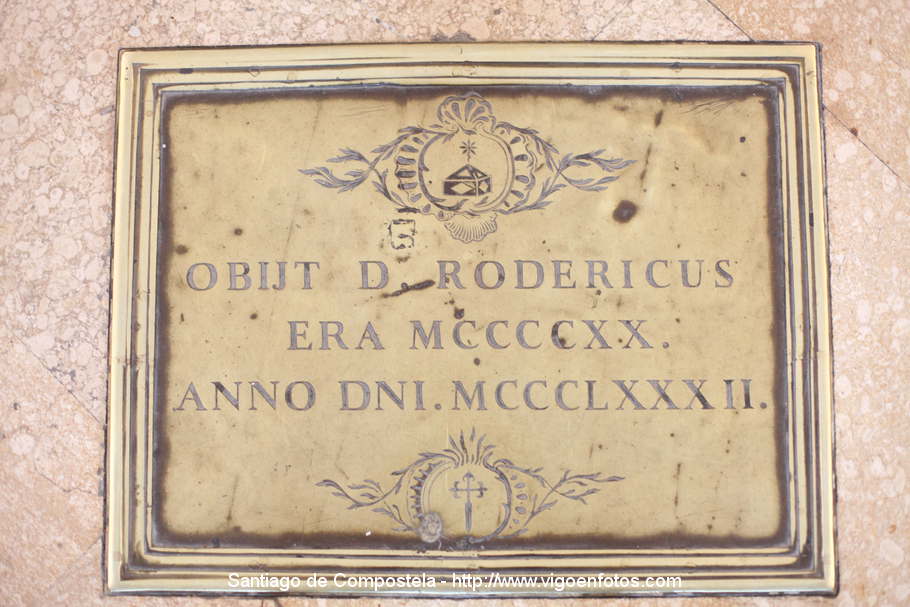 OBIJT D. RODERICUS
ERA MCCCCXX.
ANNO DNI. MCCCLXXXII.
Santiago de Compostela - http://www.vigoenfotos.com